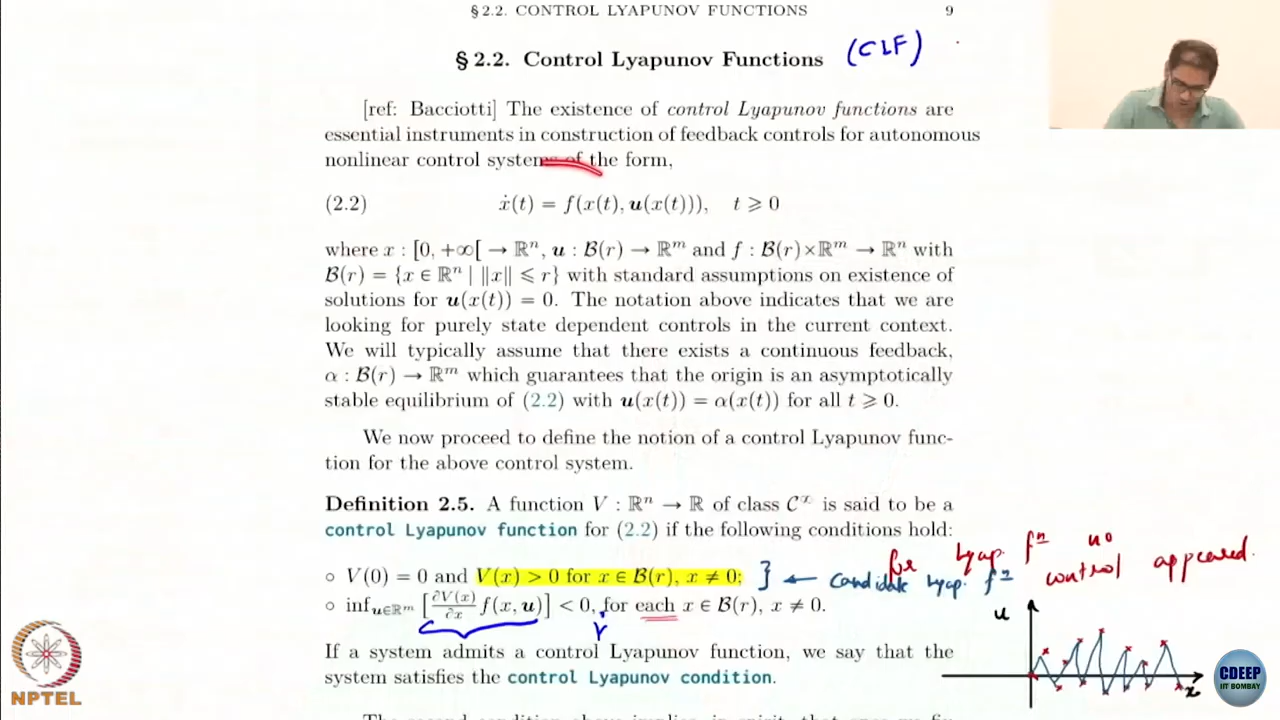 § 2.2. CONTROL LYAPUNOV FUNCTIONS 9
§ 2.2. Control Lyapunov Functions (CLF)
[ref: Bacciotti] The existence of control Lyapunov functions are
essential instruments in construction of feedback controls for autonomous
nonlinear control systems of the form,
(2.2) ẋ(t) = f(x(t), u(x(t))), t ⩾ 0
where x : [0, +∞[ → ℝⁿ, u : B(r) → ℝᵐ and f : B(r)×ℝᵐ → ℝⁿ with
B(r) = {x ∈ ℝⁿ | ‖x‖ ⩽ r} with standard assumptions on existence of
solutions for u(x(t)) = 0. The notation above indicates that we are
looking for purely state dependent controls in the current context.
We will typically assume that there exists a continuous feedback,
α : B(r) → ℝᵐ which guarantees that the origin is an asymptotically
stable equilibrium of (2.2) with u(x(t)) = α(x(t)) for all t ⩾ 0.
We now proceed to define the notion of a control Lyapunov func-
tion for the above control system.
Definition 2.5. A function V : ℝⁿ → ℝ of class C^∞ is said to be a
control Lyapunov function for (2.2) if the following conditions hold:
for Lyap. fⁿ no control appeared.
○ V(0) = 0 and V(x) > 0 for x ∈ B(r), x ≠ 0; } ← Candidate Lyap. fⁿ
○ inf_{u∈ℝᵐ} [∂V(x)/∂x f(x, u)] < 0, for each x ∈ B(r), x ≠ 0.
u
x
If a system admits a control Lyapunov function, we say that the
system satisfies the control Lyapunov condition.
NPTEL
CDEEP
IIT BOMBAY